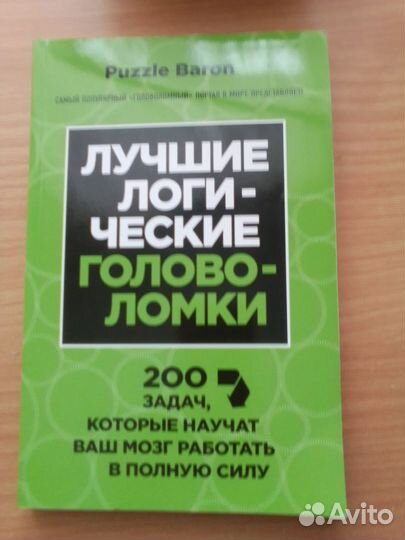 Puzzle Baron
САМЫЙ ПОПУЛЯРНЫЙ «ГОЛОВОЛОМНЫЙ» ПОРТАЛ В МИРЕ ПРЕДСТАВЛЯЕТ
ЛУЧШИЕ
ЛОГИ-
ЧЕСКИЕ
ГОЛОВО-
ЛОМКИ
200
ЗАДАЧ,
КОТОРЫЕ НАУЧАТ
ВАШ МОЗГ РАБОТАТЬ
В ПОЛНУЮ СИЛУ
Avito